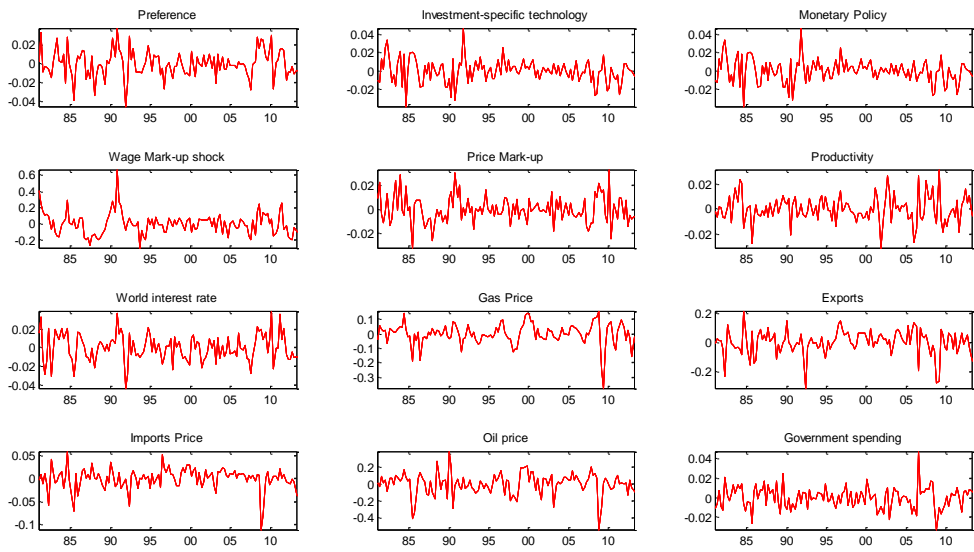 Preference
0.02
0
-0.02
-0.04
85 90 95 00 05 10
Investment-specific technology
0.04
0.02
0
-0.02
85 90 95 00 05 10
Monetary Policy
0.04
0.02
0
-0.02
85 90 95 00 05 10
Wage Mark-up shock
0.6
0.4
0.2
0
-0.2
85 90 95 00 05 10
Price Mark-up
0.02
0
-0.02
85 90 95 00 05 10
Productivity
0.02
0
-0.02
85 90 95 00 05 10
World interest rate
0.02
0
-0.02
-0.04
85 90 95 00 05 10
Gas Price
0.1
0
-0.1
-0.2
-0.3
85 90 95 00 05 10
Exports
0.2
0
-0.2
85 90 95 00 05 10
Imports Price
0.05
0
-0.05
-0.1
85 90 95 00 05 10
Oil price
0.2
0
-0.2
-0.4
85 90 95 00 05 10
Government spending
0.04
0.02
0
-0.02
85 90 95 00 05 10